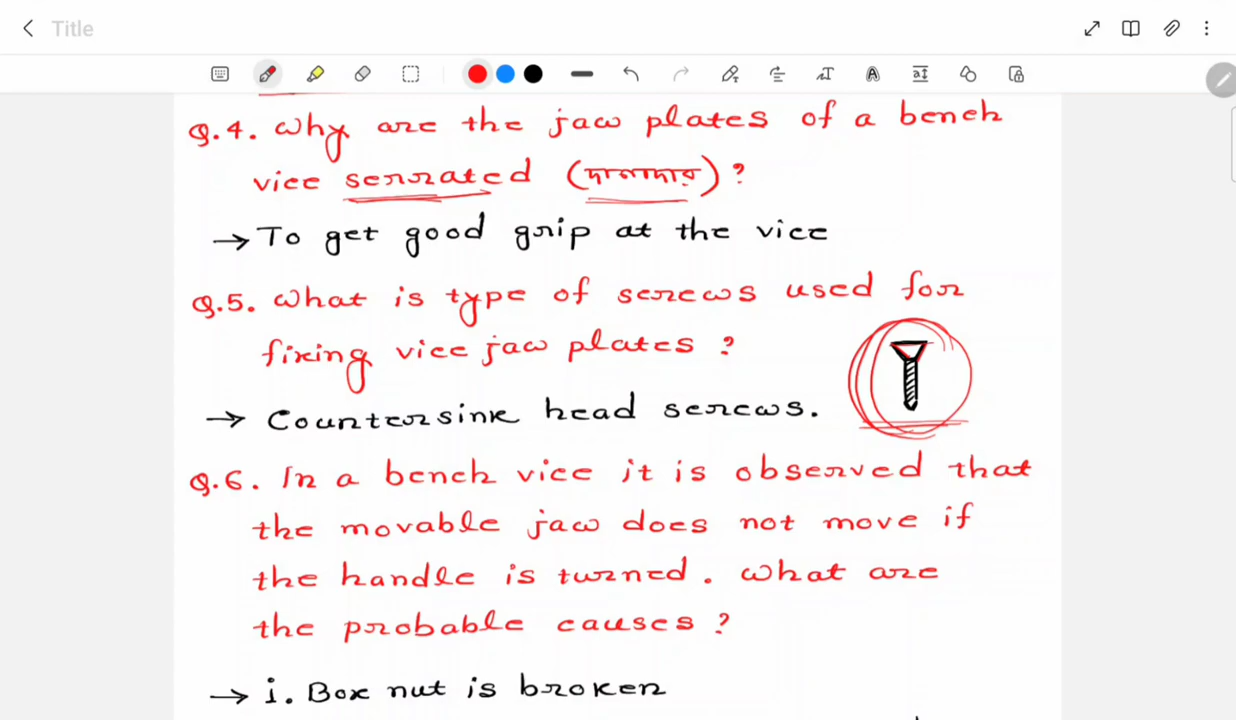 Title
Q.4. Why are the jaw plates of a bench
vice serrated (দাঁতদার) ?
→ To get good grip at the vice
Q.5. What is type of screws used for
fixing vice jaw plates ?
→ Countersink head screws.
Q.6. In a bench vice it is observed that
the movable jaw does not move if
the handle is turned. What are
the probable causes ?
→ i. Box nut is broken